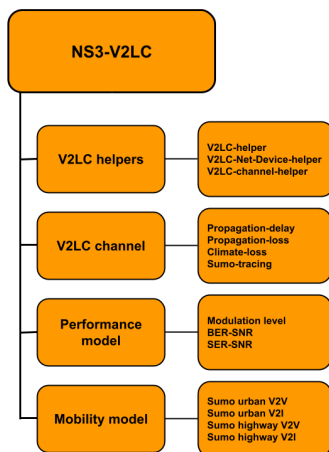 NS3-V2LC
V2LC helpers
V2LC-helper
V2LC-Net-Device-helper
V2LC-channel-helper
V2LC channel
Propagation-delay
Propagation-loss
Climate-loss
Sumo-tracing
Performance model
Modulation level
BER-SNR
SER-SNR
Mobility model
Sumo urban V2V
Sumo urban V2I
Sumo highway V2V
Sumo highway V2I